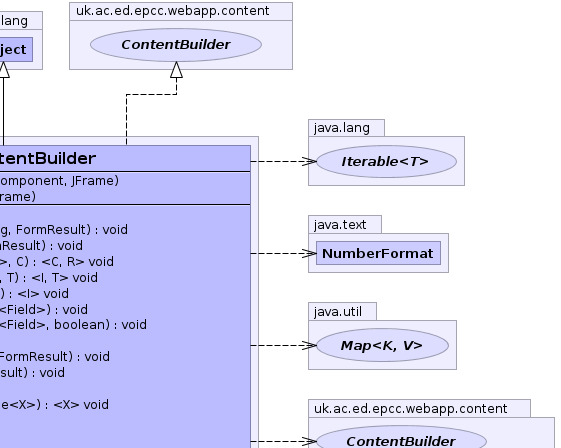 lang
ject
uk.ac.ed.epcc.webapp.content
ContentBuilder
tentBuilder
omponent, JFrame)
rame)
g, FormResult) : void
nResult) : void
>, C) : <C, R> void
, T) : <I, T> void
) : <I> void
<Field>) : void
<Field>, boolean) : void
FormResult) : void
sult) : void
e<X>) : <X> void
java.lang
Iterable<T>
java.text
NumberFormat
java.util
Map<K, V>
uk.ac.ed.epcc.webapp.content
ContentBuilder